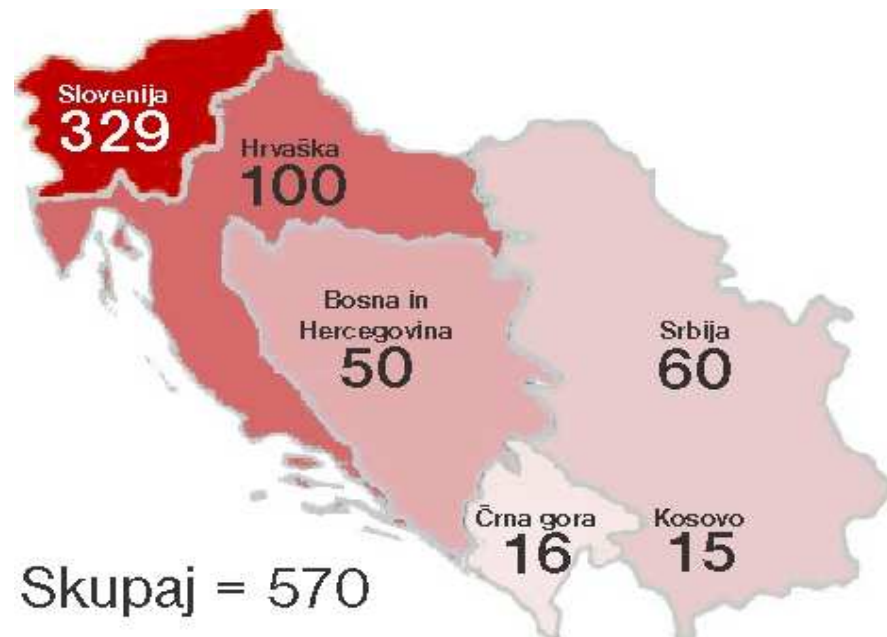 Slovenija
329
Hrvaška
100
Bosna in
Hercegovina
50
Srbija
60
Črna gora
16
Kosovo
15
Skupaj = 570